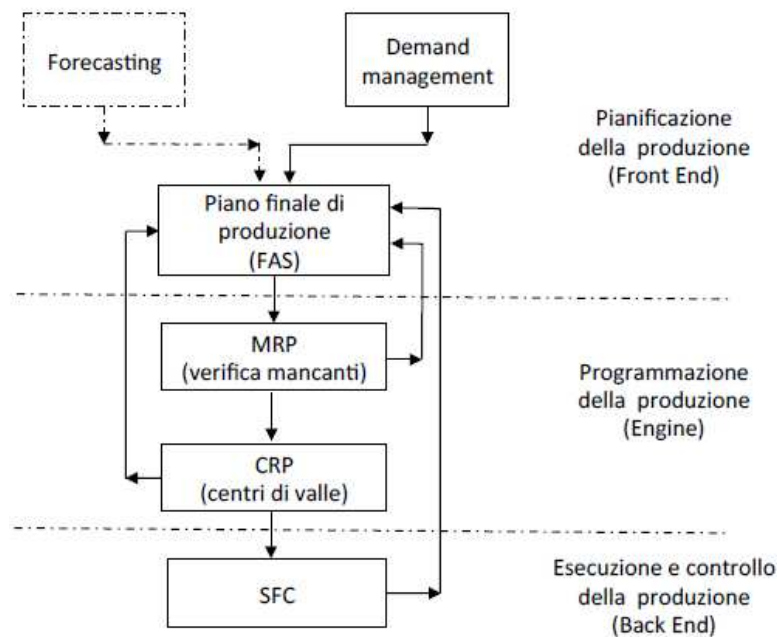 Forecasting
Demand
management
Pianificazione
della produzione
(Front End)
Piano finale di
produzione
(FAS)
MRP
(verifica mancanti)
Programmazione
della produzione
(Engine)
CRP
(centri di valle)
SFC
Esecuzione e controllo
della produzione
(Back End)